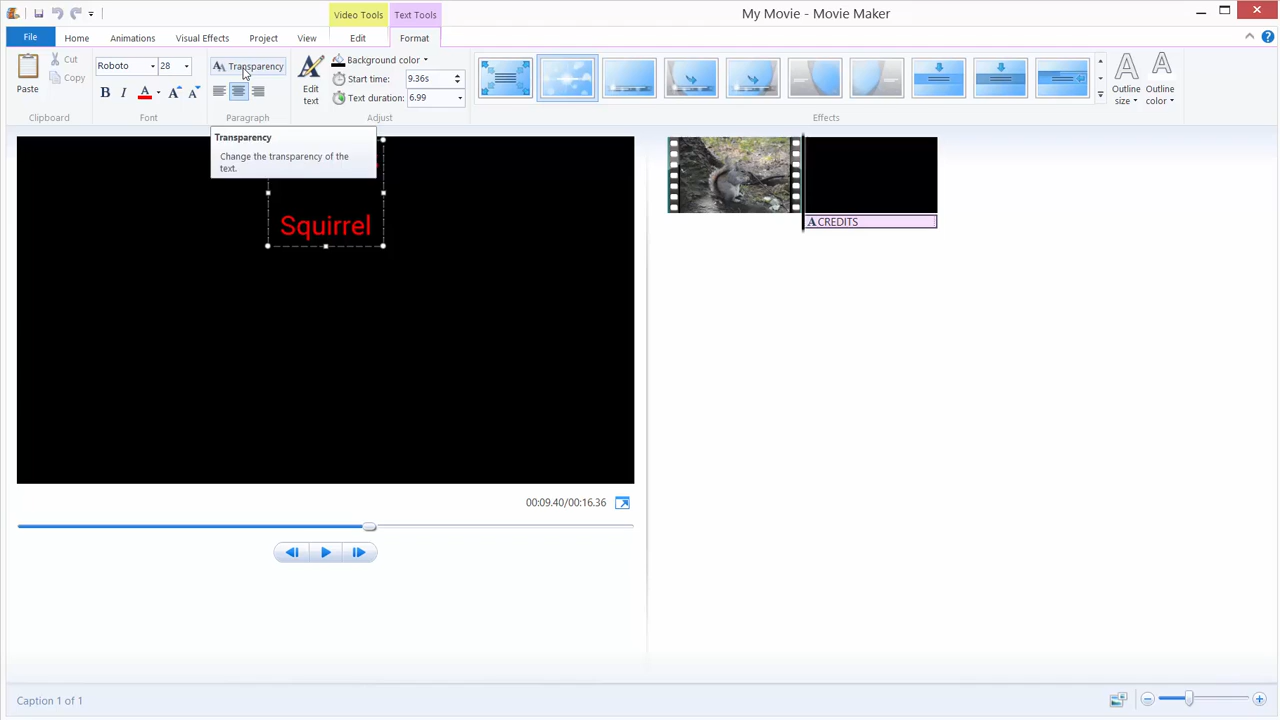 Video Tools Text Tools My Movie - Movie Maker
File Home Animations Visual Effects Project View Edit Format
Paste Cut Copy Clipboard
Roboto 28 B I A A A Font
Transparency Paragraph
Edit text
Background color
Start time: 9.36s
Text duration: 6.99
Adjust
Effects
Outline size
Outline color
Transparency
Change the transparency of the
text.
Squirrel
A CREDITS
00:09.40/00:16.36
Caption 1 of 1